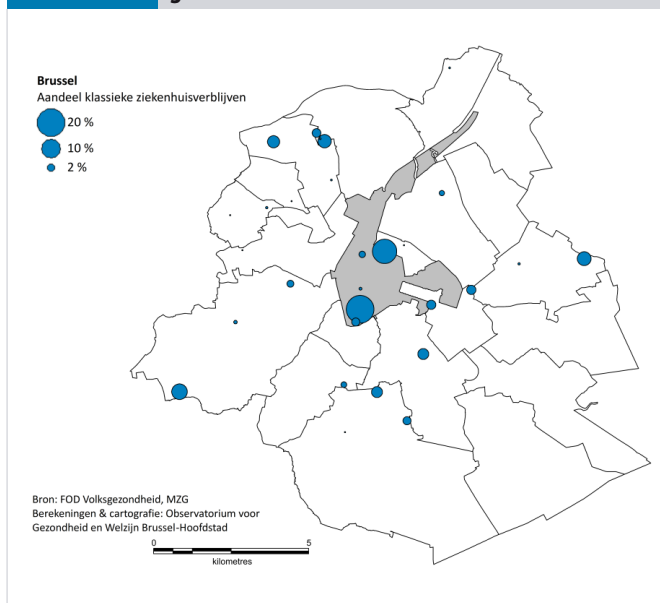 Brussel
Aandeel klassieke ziekenhuisverblijven
20 %
10 %
2 %
Bron: FOD Volksgezondheid, MZG
Berekeningen & cartografie: Observatorium voor
Gezondheid en Welzijn Brussel-Hoofdstad
0 5
kilometres